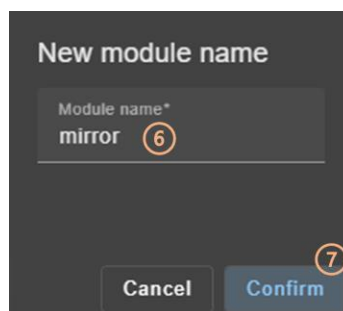 New module name
Module name*
mirror 6
7
Cancel Confirm